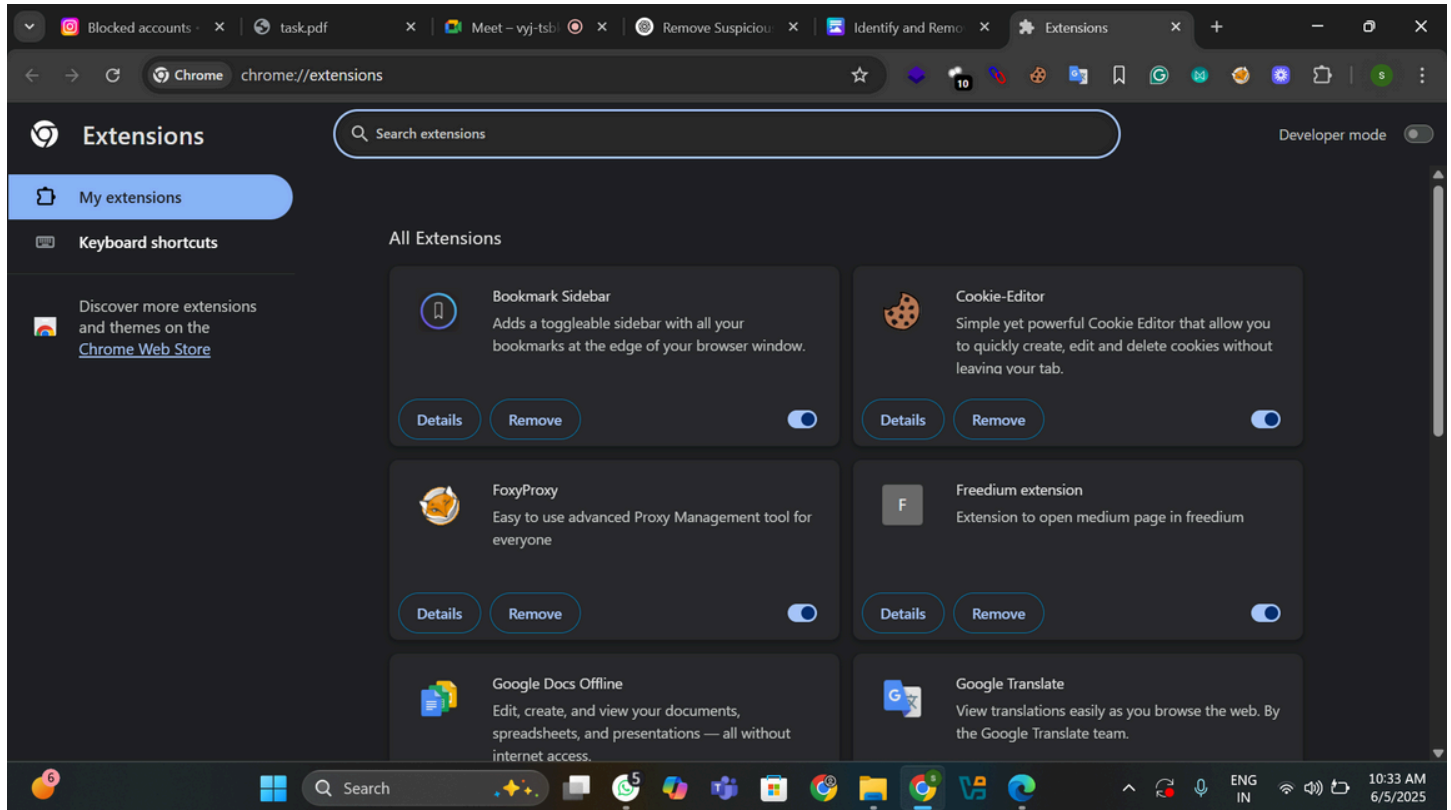 Blocked accounts ·
task.pdf
Meet – vyj-tsbl
Remove Suspiciou
Identify and Remo
Extensions
Chrome
chrome://extensions
10
G
s
Extensions
Search extensions
Developer mode
My extensions
Keyboard shortcuts
Discover more extensions
and themes on the
Chrome Web Store
All Extensions
Bookmark Sidebar
Adds a toggleable sidebar with all your
bookmarks at the edge of your browser window.
Details
Remove
Cookie-Editor
Simple yet powerful Cookie Editor that allow you
to quickly create, edit and delete cookies without
leaving your tab.
Details
Remove
FoxyProxy
Easy to use advanced Proxy Management tool for
everyone
Details
Remove
F
Freedium extension
Extension to open medium page in freedium
Details
Remove
Google Docs Offline
Edit, create, and view your documents,
spreadsheets, and presentations — all without
internet access.
G
Google Translate
View translations easily as you browse the web. By
the Google Translate team.
6
Search
5
ENG
IN
10:33 AM
6/5/2025